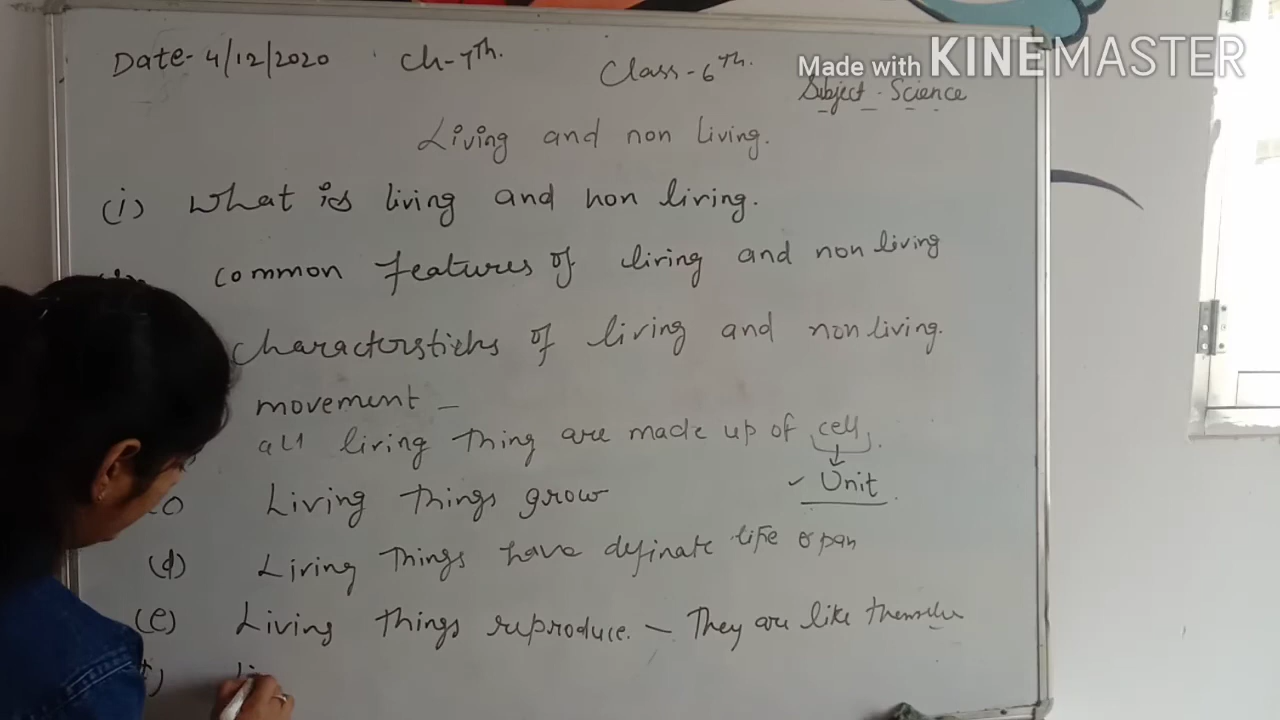 Date- 4/12/2020 Ch-7th. Class-6th.
Made with KINEMASTER
Subject - Science
Living and non living.
(i) What is living and non living.
common features of living and non living
Characterstichs of living and non living.
movement -
all living thing are made up of cell.
Unit
Living things grow
(d) Living things have definate life span
(e) Living things reproduce. - They are like themselve
li